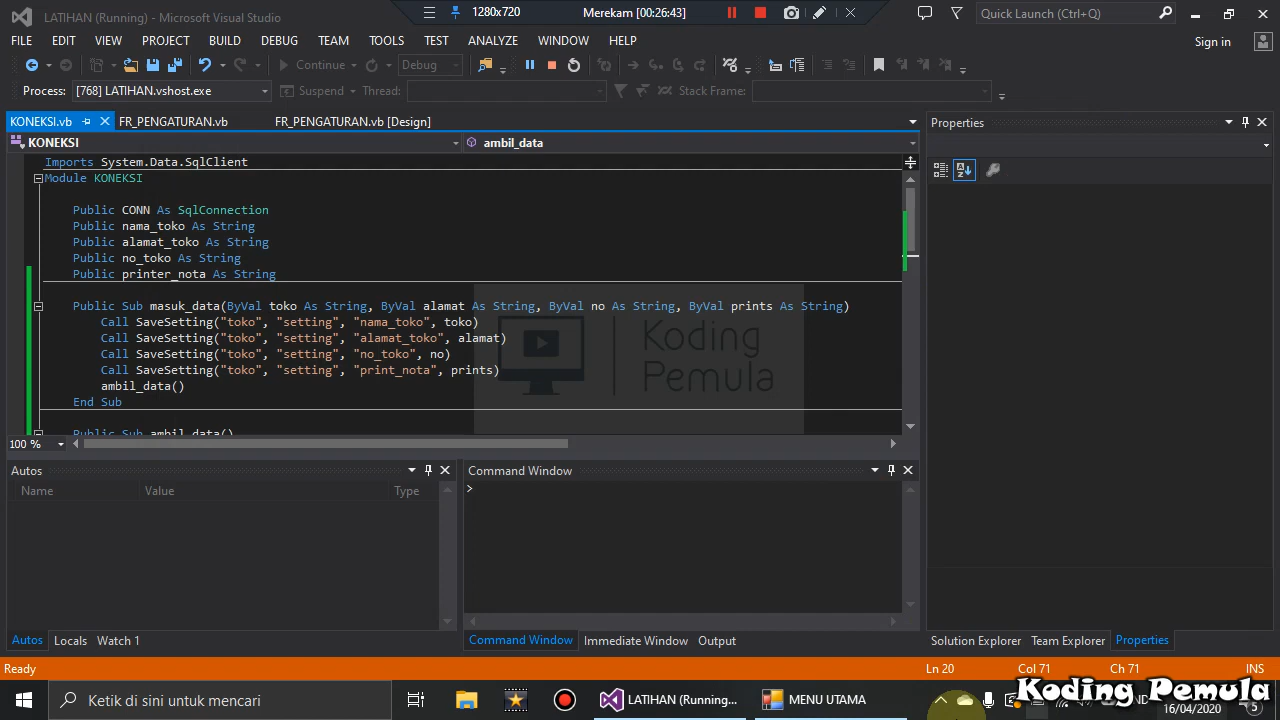 LATIHAN (Running) - Microsoft Visual Studio
1280x720
Merekam (00:26:43)
Quick Launch (Ctrl+Q)
FILE EDIT VIEW PROJECT BUILD DEBUG TEAM TOOLS TEST ANALYZE WINDOW HELP
Sign in
Continue
Debug
Process: [768] LATIHAN.vshost.exe
Suspend
Thread:
Stack Frame:
KONEKSI.vb
FR_PENGATURAN.vb
FR_PENGATURAN.vb [Design]
Properties
KONEKSI
ambil_data
Imports System.Data.SqlClient
Module KONEKSI
Public CONN As SqlConnection
Public nama_toko As String
Public alamat_toko As String
Public no_toko As String
Public printer_nota As String
Public Sub masuk_data(ByVal toko As String, ByVal alamat As String, ByVal no As String, ByVal prints As String)
Call SaveSetting("toko", "setting", "nama_toko", toko)
Call SaveSetting("toko", "setting", "alamat_toko", alamat)
Call SaveSetting("toko", "setting", "no_toko", no)
Call SaveSetting("toko", "setting", "print_nota", prints)
ambil_data()
End Sub
Public Sub ambil_data()
Koding
Pemula
100 %
Autos
Command Window
Name
Value
Type
>
Autos
Locals
Watch 1
Command Window
Immediate Window
Output
Solution Explorer
Team Explorer
Properties
Ready
Ln 20
Col 71
Ch 71
INS
Ketik di sini untuk mencari
LATIHAN (Running...
MENU UTAMA
Koding Pemula
16/04/2020
5